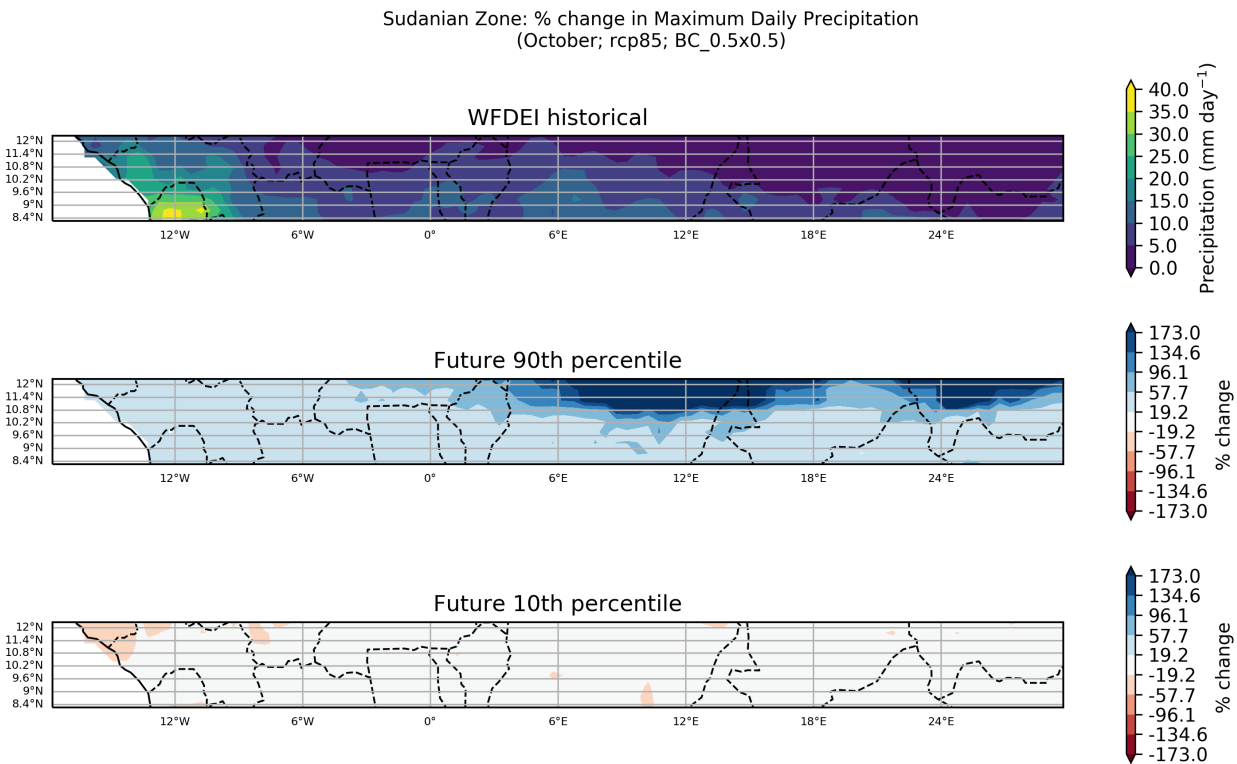 Sudanian Zone: % change in Maximum Daily Precipitation
(October; rcp85; BC_0.5x0.5)
WFDEI historical
12°N
11.4°N
10.8°N
10.2°N
9.6°N
9°N
8.4°N
12°W 6°W 0° 6°E 12°E 18°E 24°E
40.0
35.0
30.0
25.0
20.0
15.0
10.0
5.0
0.0
Precipitation (mm day⁻¹)
Future 90th percentile
12°N
11.4°N
10.8°N
10.2°N
9.6°N
9°N
8.4°N
12°W 6°W 0° 6°E 12°E 18°E 24°E
173.0
134.6
96.1
57.7
19.2
-19.2
-57.7
-96.1
-134.6
-173.0
% change
Future 10th percentile
12°N
11.4°N
10.8°N
10.2°N
9.6°N
9°N
8.4°N
12°W 6°W 0° 6°E 12°E 18°E 24°E
173.0
134.6
96.1
57.7
19.2
-19.2
-57.7
-96.1
-134.6
-173.0
% change